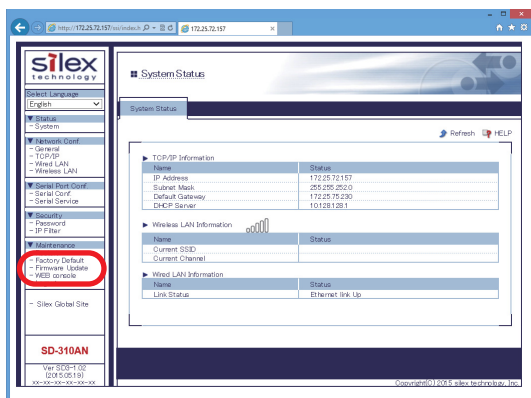 http://172.25.72.157/ssi/index.h
172.25.72.157
silex
technology
Select Language
English
▼ Status
- System
▼ Network Conf.
- General
- TCP/IP
- Wired LAN
- Wireless LAN
▼ Serial Port Conf.
- Serial Conf.
- Serial Service
▼ Security
- Password
- IP Filter
▼ Maintenance
- Factory Default
- Firmware Update
- WEB console
- Silex Global Site
SD-310AN
Ver SD3-1.02
(2015.05.19)
xx-xx-xx-xx-xx-xx
System Status
System Status
Refresh HELP
▶ TCP/IP Information
Name Status
IP Address 172.25.72.157
Subnet Mask 255.255.252.0
Default Gateway 172.25.75.230
DHCP Server 10.128.128.1
▶ Wireless LAN Information
Name Status
Current SSID
Current Channel
▶ Wired LAN Information
Name Status
Link Status Ethernet link Up
Copyright(C) 2015 silex technology, Inc.